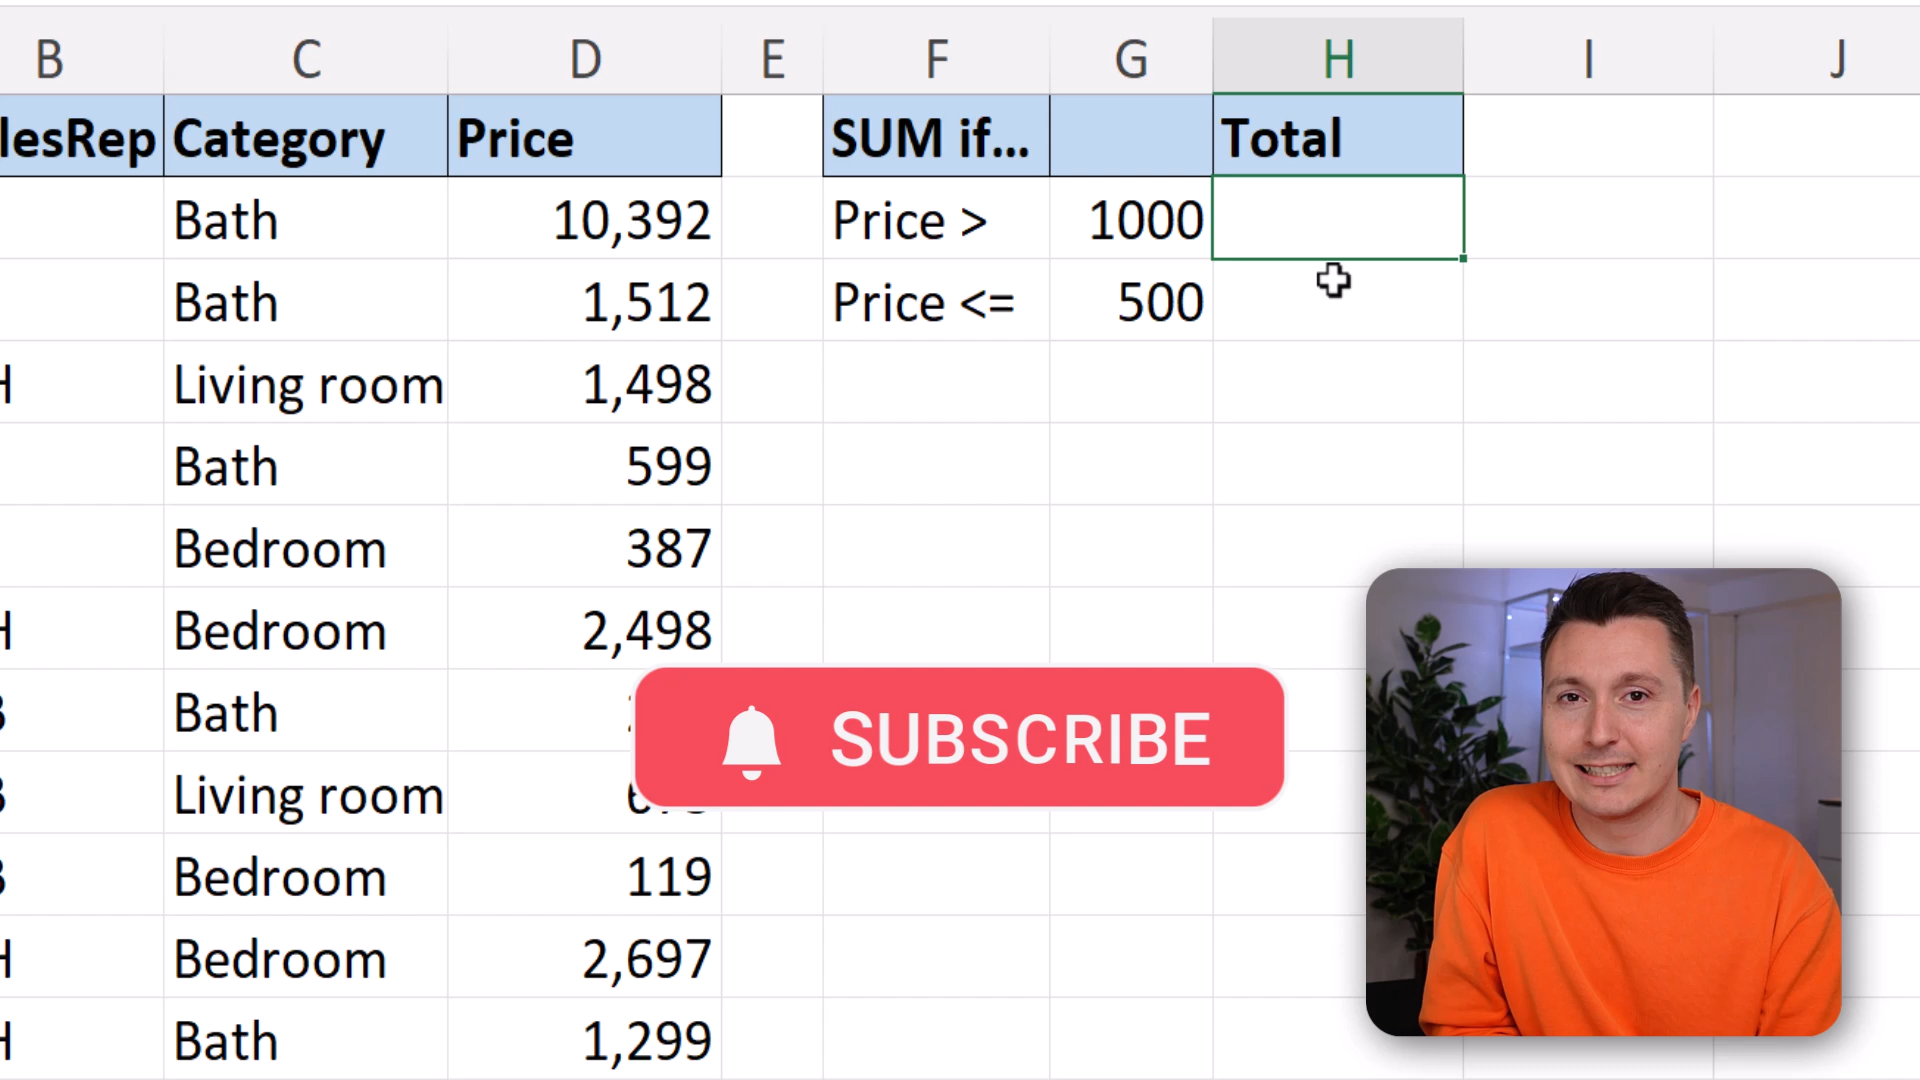 B C D E F G H I J
lesRep Category Price SUM if... Total
Bath 10,392 Price > 1000
Bath 1,512 Price <= 500
H Living room 1,498
Bath 599
Bedroom 387
H Bedroom 2,498
B Bath
B Living room
B Bedroom 119
H Bedroom 2,697
H Bath 1,299
SUBSCRIBE